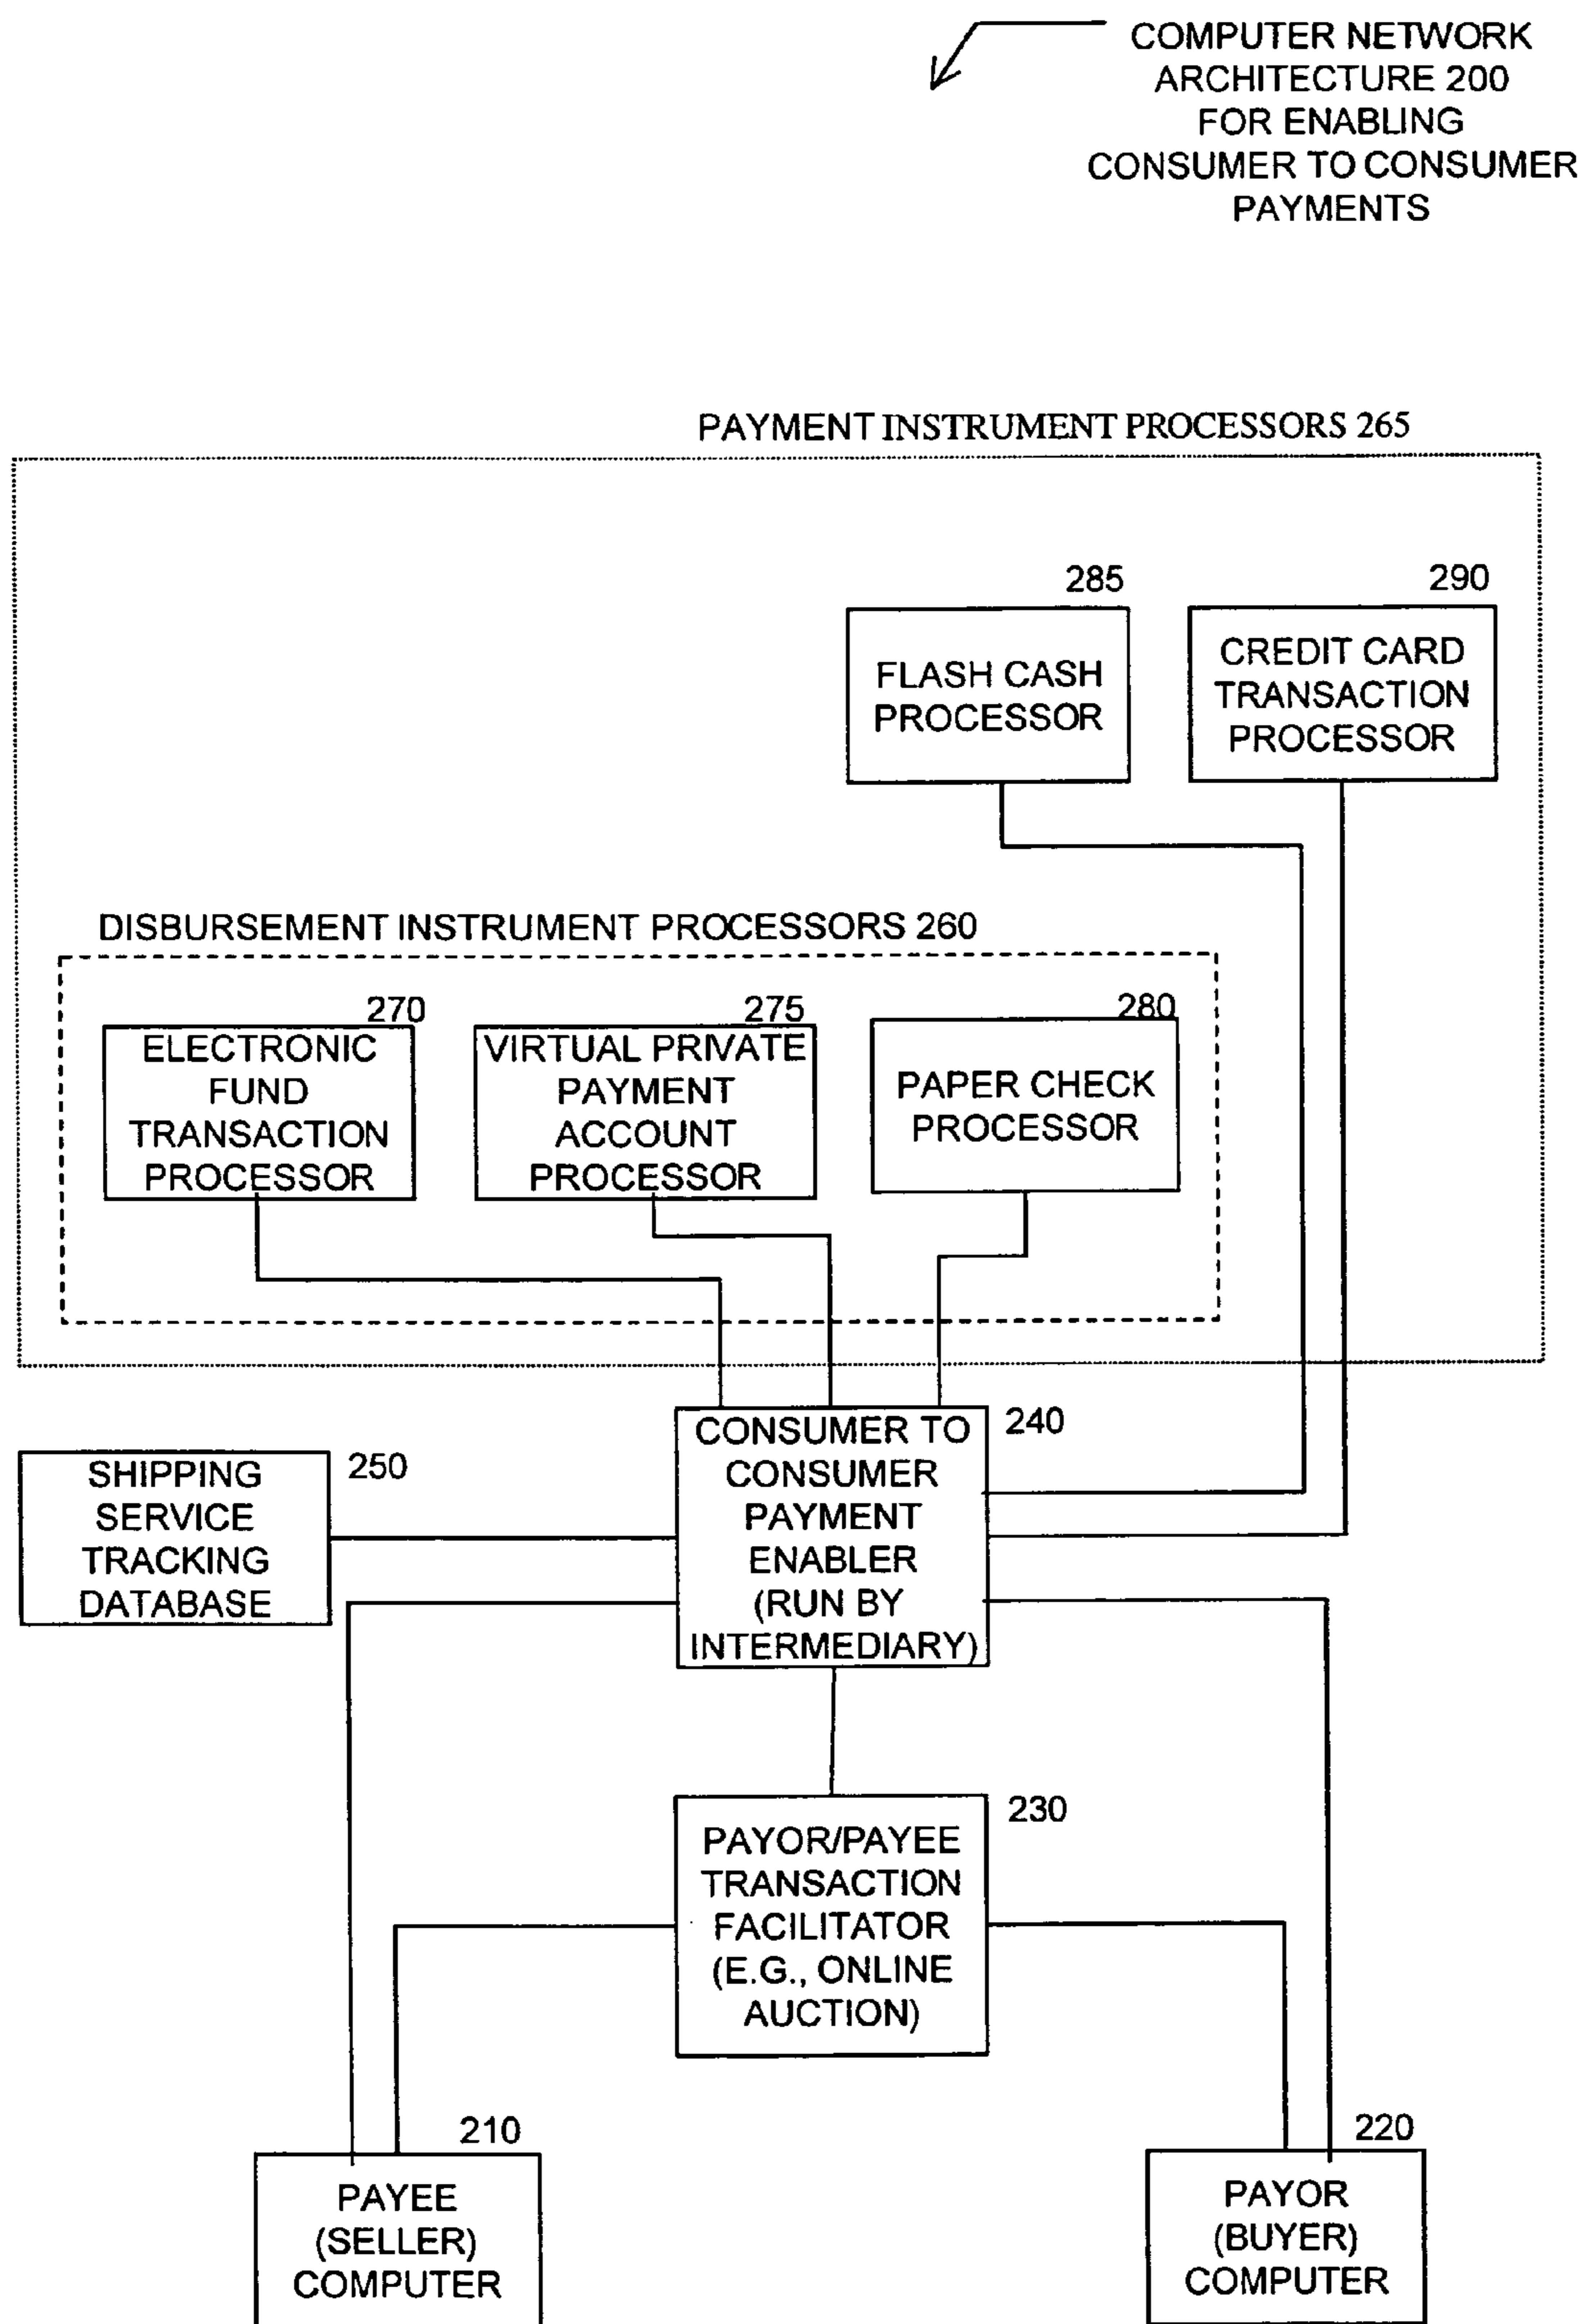 COMPUTER NETWORK
ARCHITECTURE 200
FOR ENABLING
CONSUMER TO CONSUMER
PAYMENTS
PAYMENT INSTRUMENT PROCESSORS 265
285
FLASH CASH
PROCESSOR
290
CREDIT CARD
TRANSACTION
PROCESSOR
DISBURSEMENT INSTRUMENT PROCESSORS 260
270
ELECTRONIC
FUND
TRANSACTION
PROCESSOR
275
VIRTUAL PRIVATE
PAYMENT
ACCOUNT
PROCESSOR
280
PAPER CHECK
PROCESSOR
240
CONSUMER TO
CONSUMER
PAYMENT
ENABLER
(RUN BY
INTERMEDIARY)
250
SHIPPING
SERVICE
TRACKING
DATABASE
230
PAYOR/PAYEE
TRANSACTION
FACILITATOR
(E.G., ONLINE
AUCTION)
210
PAYEE
(SELLER)
COMPUTER
220
PAYOR
(BUYER)
COMPUTER